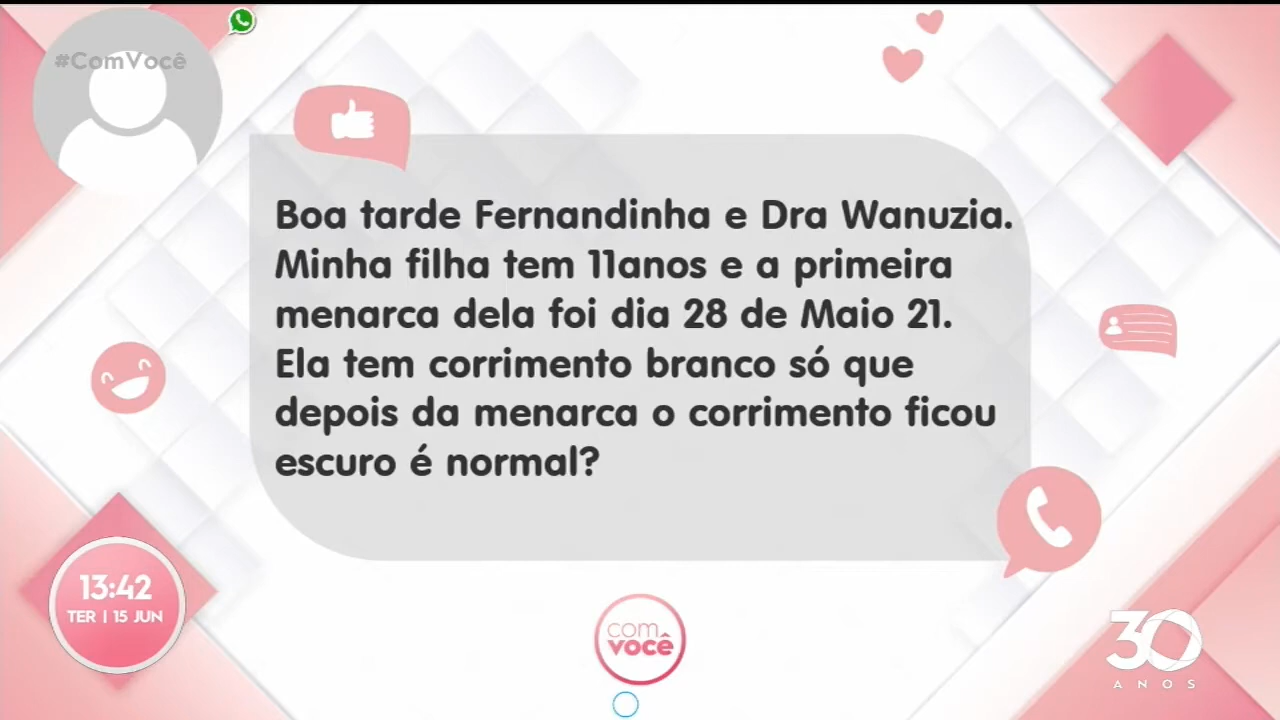 #ComVocê
Boa tarde Fernandinha e Dra Wanuzia.
Minha filha tem 11anos e a primeira
menarca dela foi dia 28 de Maio 21.
Ela tem corrimento branco só que
depois da menarca o corrimento ficou
escuro é normal?
13:42
TER | 15 JUN
com
você
30
ANOS